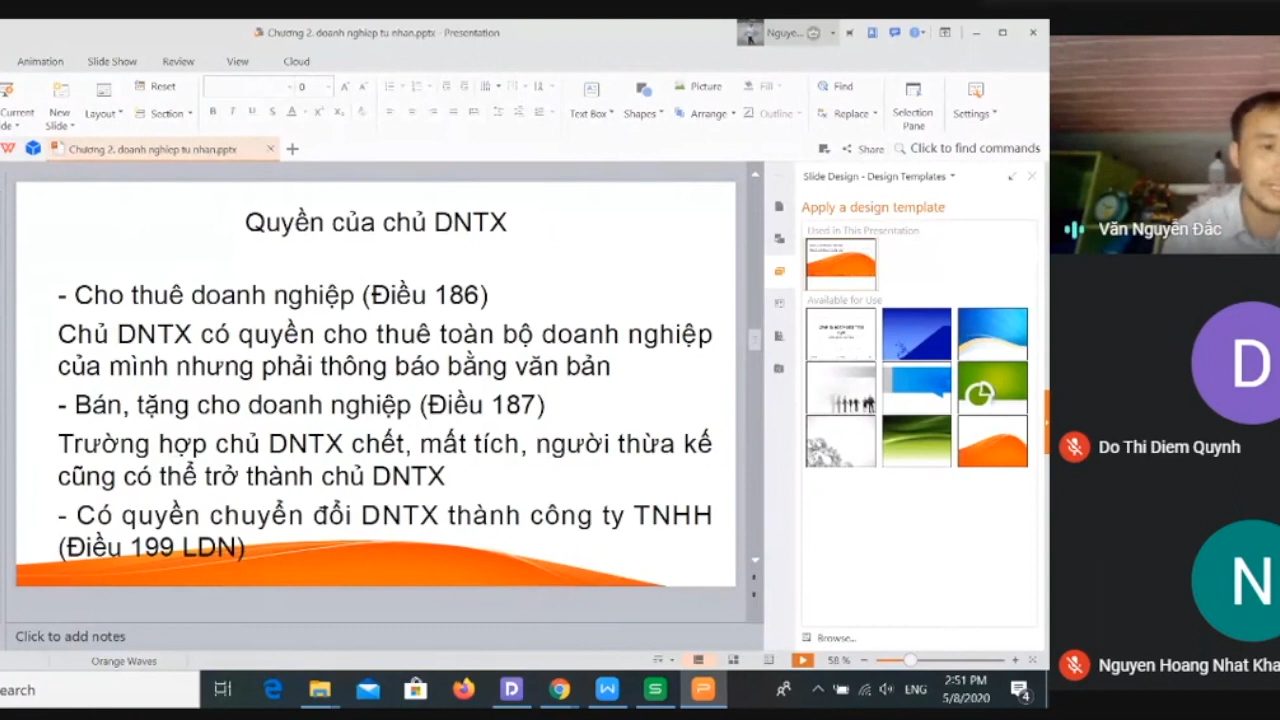 Chương 2. doanh nghiep tu nhan.pptx - Presentation
Nguye...
Animation Slide Show Review View Cloud
Current New Slide Layout Reset Section 0 Text Box Shapes Picture Arrange Fill Outline Find Replace Selection Pane Settings
Chương 2. doanh nghiep tu nhan.pptx
Share Click to find commands
Quyền của chủ DNTX
- Cho thuê doanh nghiệp (Điều 186)
Chủ DNTX có quyền cho thuê toàn bộ doanh nghiệp
của mình nhưng phải thông báo bằng văn bản
- Bán, tặng cho doanh nghiệp (Điều 187)
Trường hợp chủ DNTX chết, mất tích, người thừa kế
cũng có thể trở thành chủ DNTX
- Có quyền chuyển đổi DNTX thành công ty TNHH
(Điều 199 LDN)
Slide Design - Design Templates
Apply a design template
Used in This Presentation
Available for Use
Browse...
Click to add notes
Orange Waves
58 %
earch
ENG
2:51 PM
5/8/2020
4
Văn Nguyễn Đắc
D
Do Thi Diem Quynh
N
Nguyen Hoang Nhat Kha